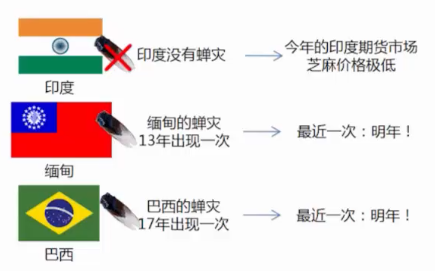 印度没有蝉灾
今年的印度期货市场
芝麻价格极低
印度
缅甸的蝉灾
13年出现一次
最近一次：明年！
缅甸
巴西的蝉灾
17年出现一次
最近一次：明年！
巴西